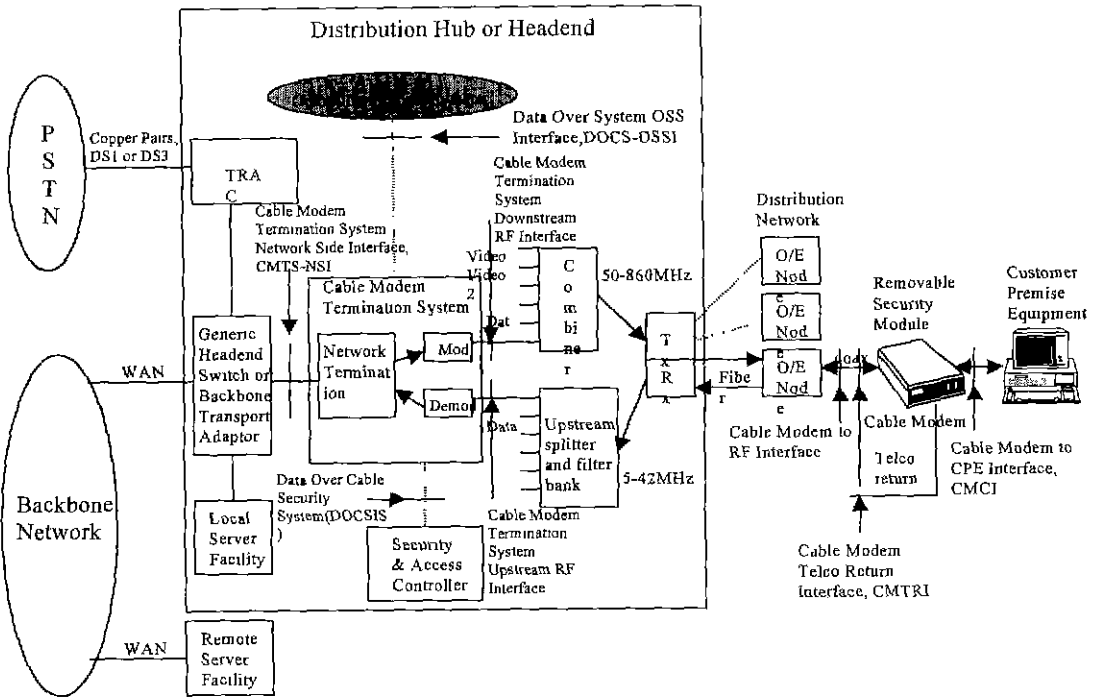 Distribution Hub or Headend
P
S
T
N
Copper Pairs,
DS1 or DS3
TRA
C
Data Over System OSS
Interface,DOCS-OSSI
Cable Modem
Termination
System
Downstream
RF Interface
Cable Modem
Termination System
Network Side Interface,
CMTS-NSI
Video
Video
2
Dat
C
o
m
bi
ne
r
50-860MHz
Distribution
Network
O/E
Nod
e
O/E
Nod
e
O/E
Nod
e
Removable
Security
Module
Customer
Premise
Equipment
Cable Modem
Termination System
Network
Terminat
ion
Mod
Demo
Generic
Headend
Switch or
Backbone
Transport
Adaptor
WAN
T
x
R
x
Fibe
r
coax
Data
Upstream
splitter
and filter
bank
5-42MHz
Cable Modem to
RF Interface
Cable Modem
Telco
return
Cable Modem to
CPE Interface,
CMCI
Backbone
Network
Local
Server
Facility
Data Over Cable
Security
System(DOCSIS
)
Security
& Access
Controller
Cable Modem
Termination
System
Upstream RF
Interface
Cable Modem
Telco Return
Interface, CMTRI
WAN
Remote
Server
Facility